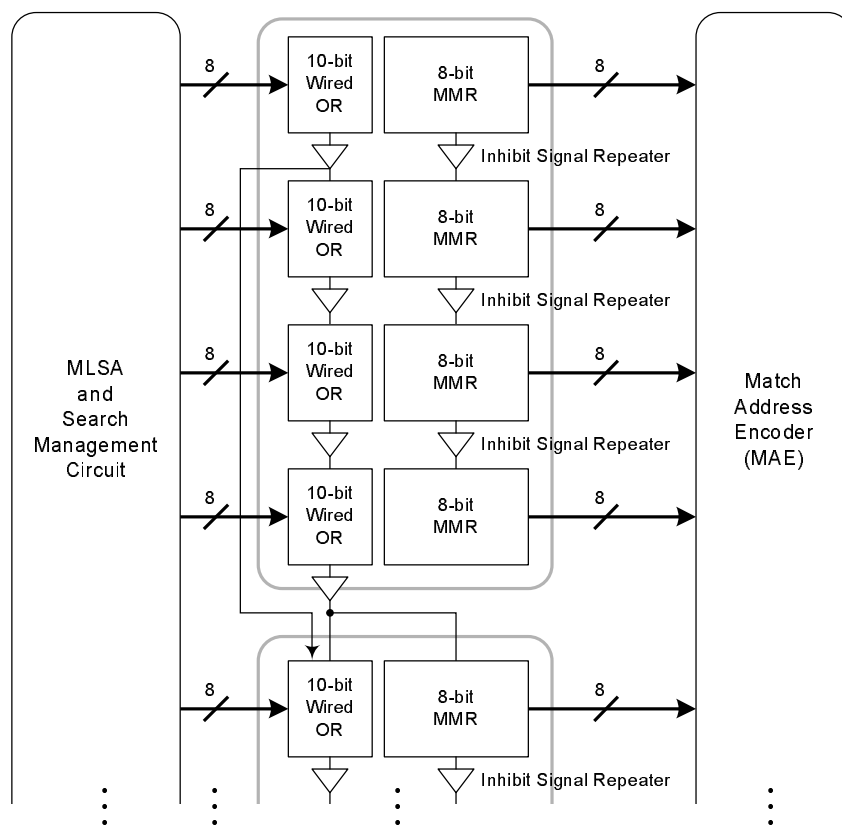 8
10-bit
Wired
OR
8-bit
MMR
8
Inhibit Signal Repeater
8
10-bit
Wired
OR
8-bit
MMR
8
Inhibit Signal Repeater
8
10-bit
Wired
OR
8-bit
MMR
8
MLSA
and
Search
Management
Circuit
Match
Address
Encoder
(MAE)
Inhibit Signal Repeater
8
10-bit
Wired
OR
8-bit
MMR
8
8
10-bit
Wired
OR
8-bit
MMR
8
Inhibit Signal Repeater